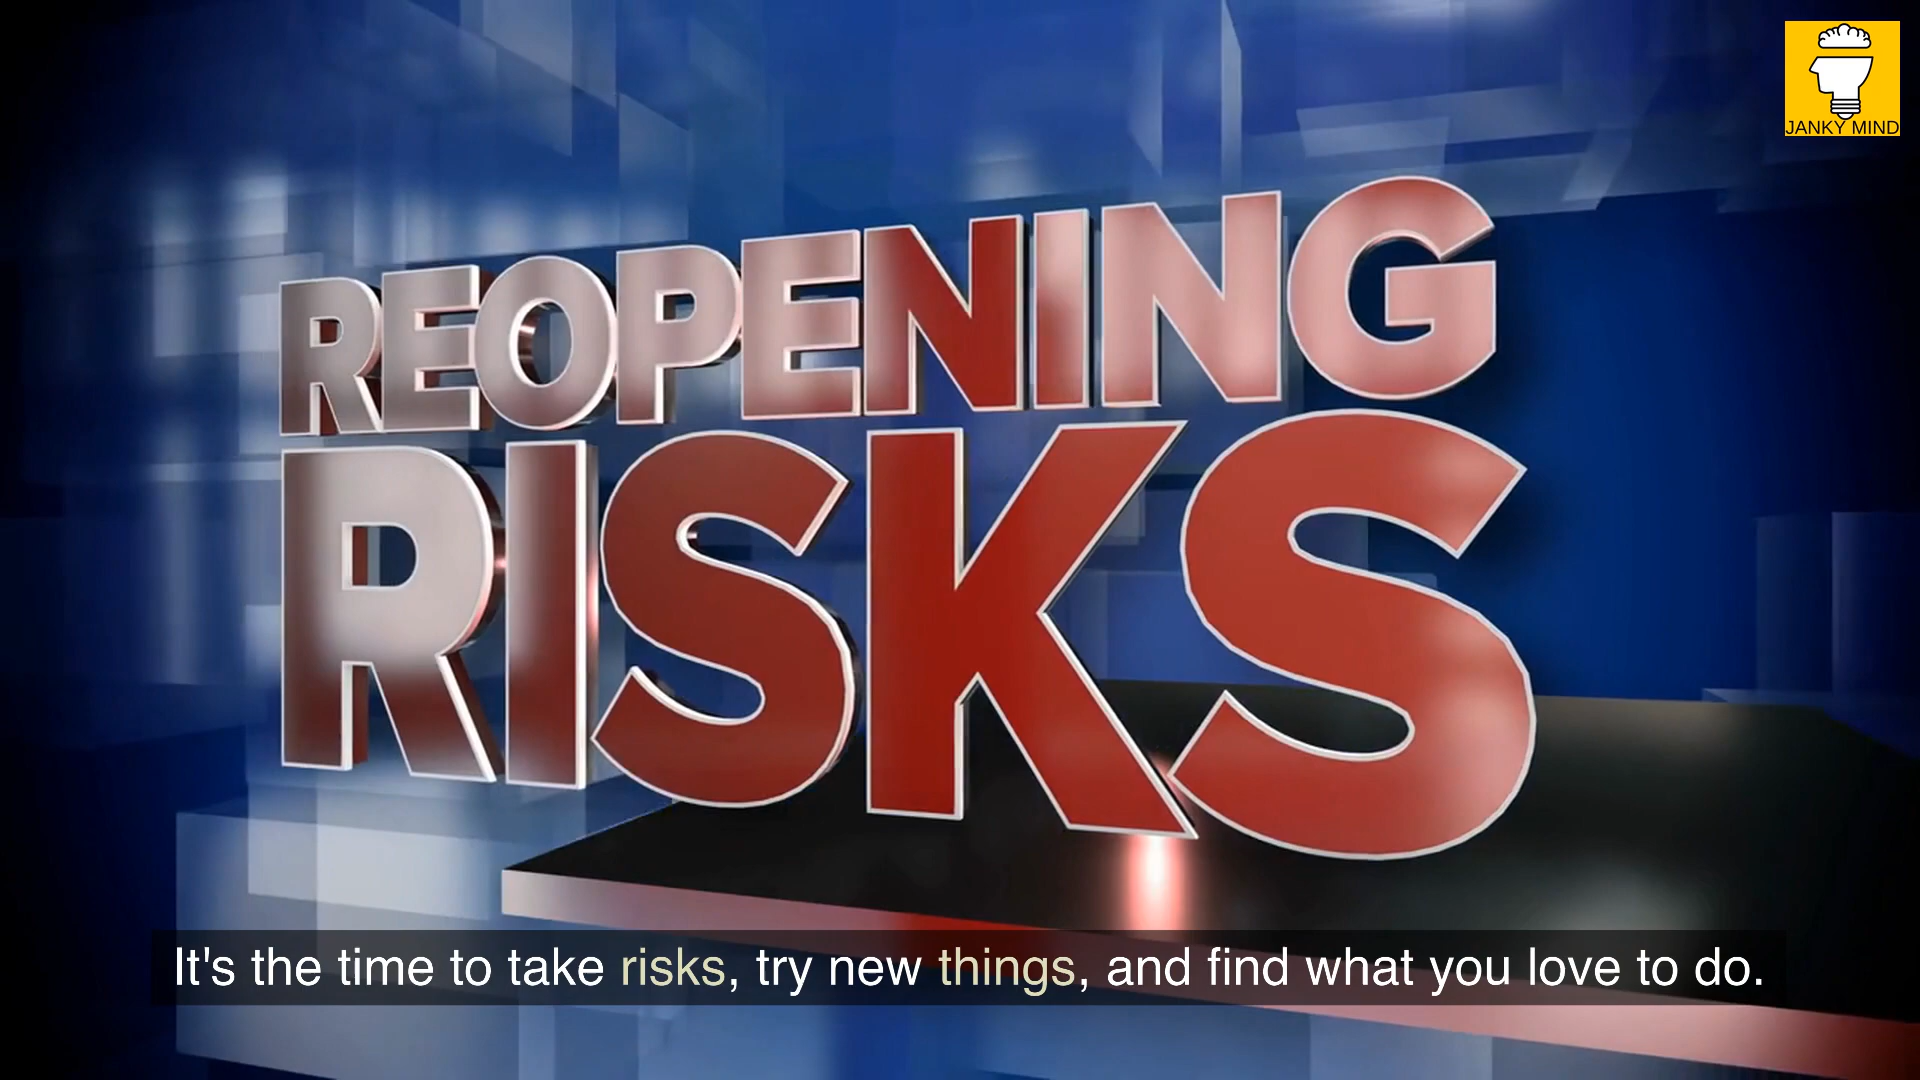 JANKY MIND
REOPENING
RISKS
It's the time to take risks, try new things, and find what you love to do.